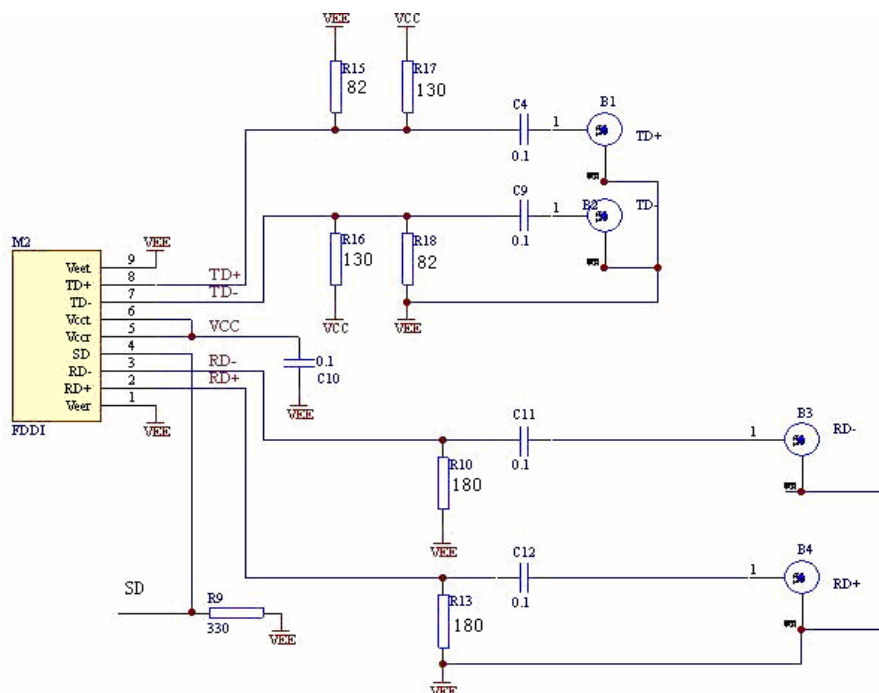 VEE VCC
R15 R17
82 130
C4 B1
1 50 TD+
0.1
C9 B2 TD-
1 50
0.1
R16 R18
130 82
VCC VEE
M2
VEE
Veet 9
TD+ 8 TD+
TD- 7 TD-
Vcct 6
Vccr 5 VCC
SD 4
RD- 3 RD-
RD+ 2 RD+
Veer 1
FDDI VEE
0.1
C10
VEE
C11 B3
1 50 RD-
0.1
R10
180
VEE
C12 B4
1 50 RD+
0.1
R13
180
VEE
SD
R9
330
VEE